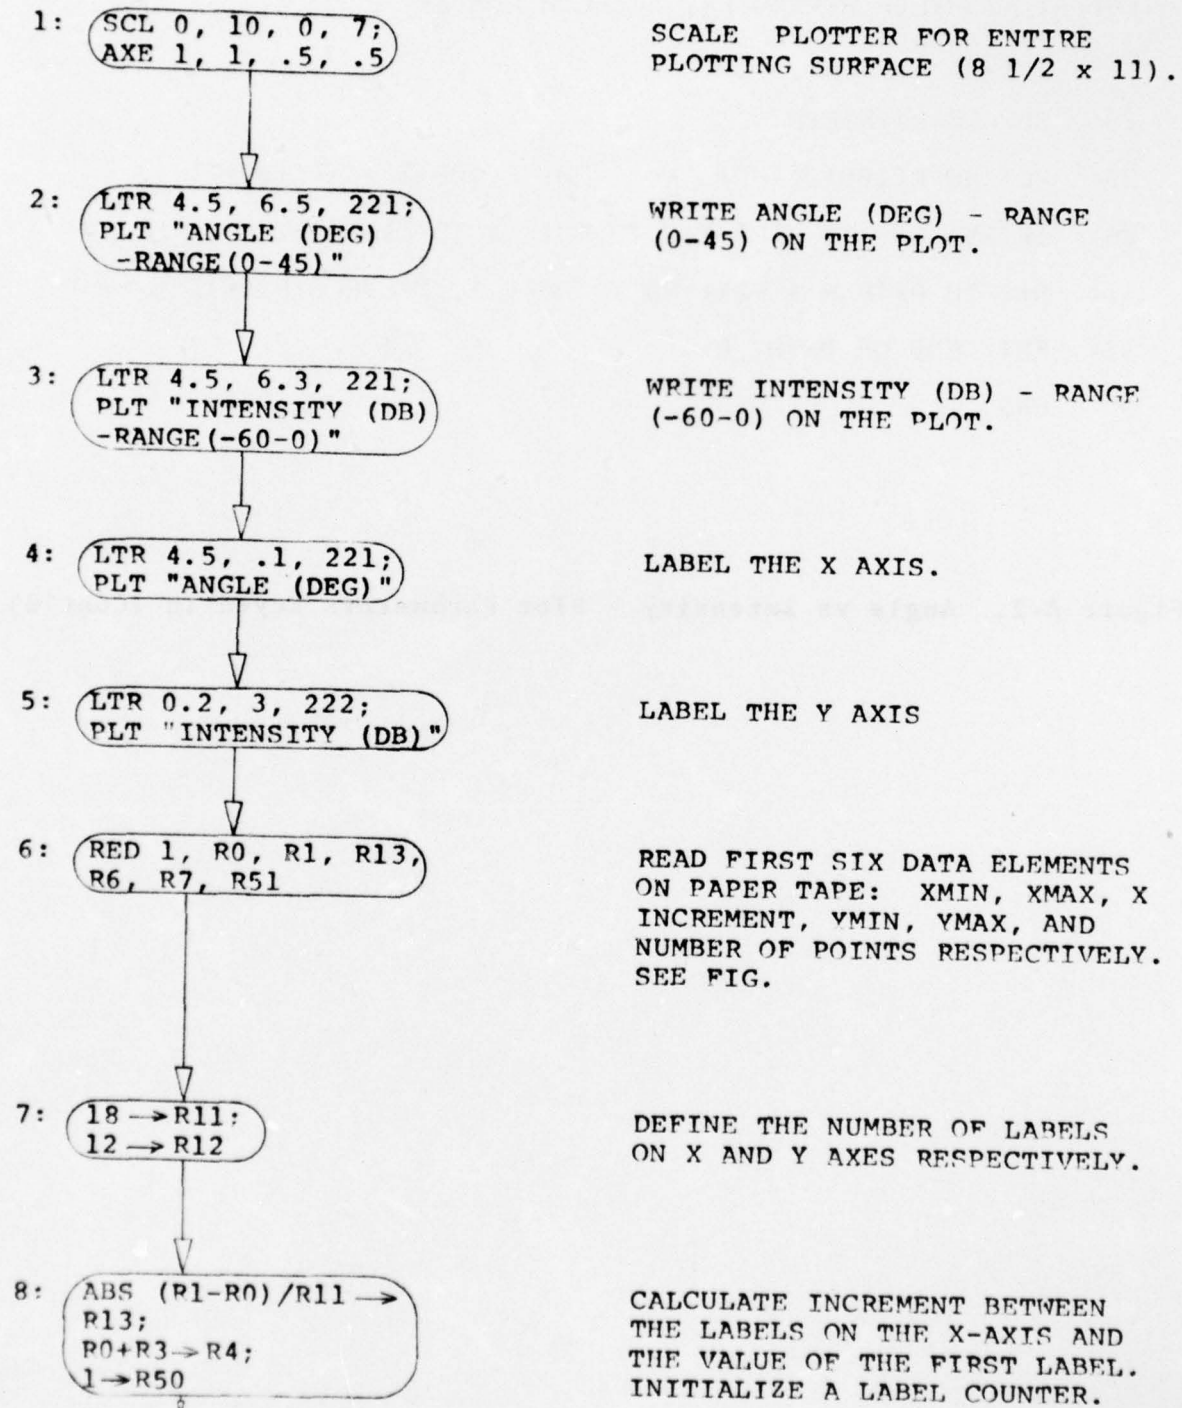 1: SCL 0, 10, 0, 7;
AXE 1, 1, .5, .5
SCALE PLOTTER FOR ENTIRE
PLOTTING SURFACE (8 1/2 x 11).
2: LTR 4.5, 6.5, 221;
PLT "ANGLE (DEG)
-RANGE(0-45)"
WRITE ANGLE (DEG) - RANGE
(0-45) ON THE PLOT.
3: LTR 4.5, 6.3, 221;
PLT "INTENSITY (DB)
-RANGE(-60-0)"
WRITE INTENSITY (DB) - RANGE
(-60-0) ON THE PLOT.
4: LTR 4.5, .1, 221;
PLT "ANGLE (DEG)"
LABEL THE X AXIS.
5: LTR 0.2, 3, 222;
PLT "INTENSITY (DB)"
LABEL THE Y AXIS
6: RED 1, R0, R1, R13,
R6, R7, R51
READ FIRST SIX DATA ELEMENTS
ON PAPER TAPE: XMIN, XMAX, X
INCREMENT, YMIN, YMAX, AND
NUMBER OF POINTS RESPECTIVELY.
SEE FIG.
7: 18→R11;
12→R12
DEFINE THE NUMBER OF LABELS
ON X AND Y AXES RESPECTIVELY.
8: ABS (R1-R0)/R11→
R13;
R0+R3→R4;
1→R50
CALCULATE INCREMENT BETWEEN
THE LABELS ON THE X-AXIS AND
THE VALUE OF THE FIRST LABEL.
INITIALIZE A LABEL COUNTER.